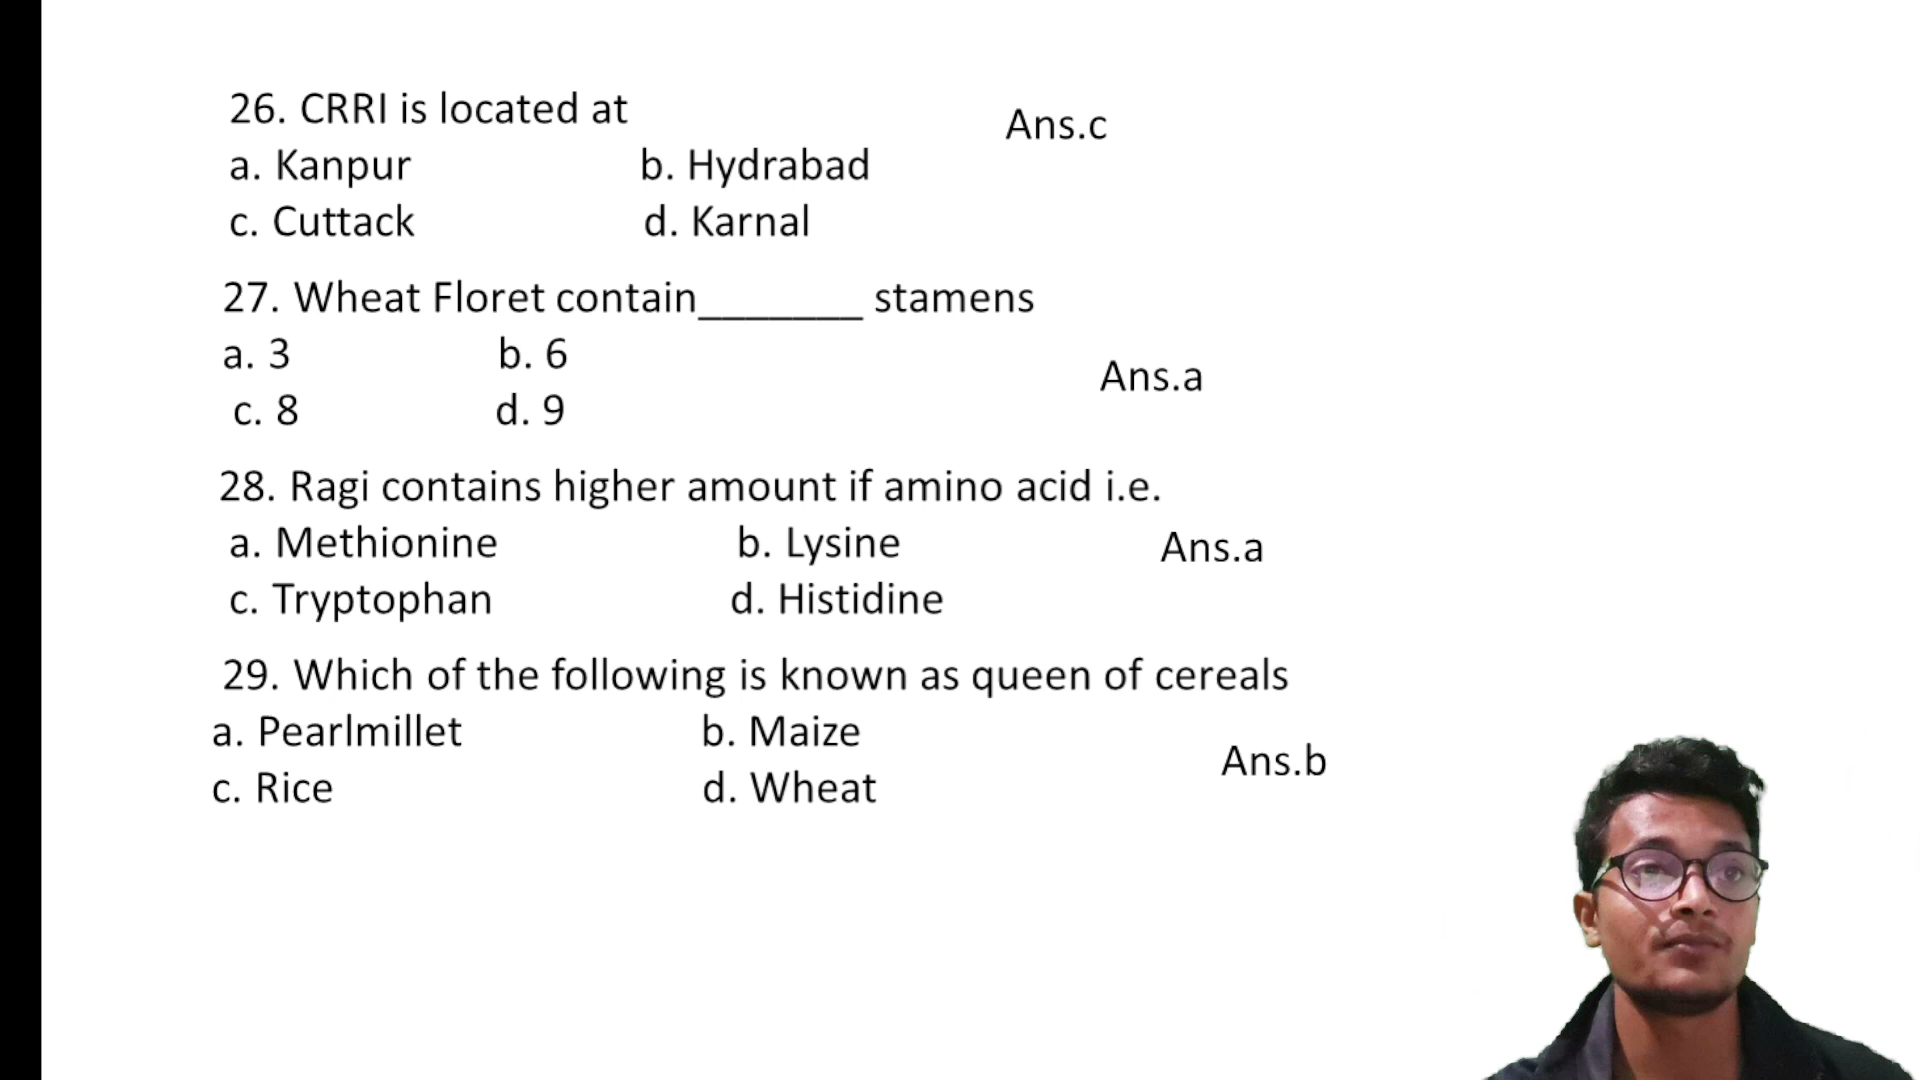 26. CRRI is located at
Ans.c
a. Kanpur b. Hydrabad
c. Cuttack d. Karnal
27. Wheat Floret contain_______ stamens
a. 3 b. 6
Ans.a
c. 8 d. 9
28. Ragi contains higher amount if amino acid i.e.
a. Methionine b. Lysine Ans.a
c. Tryptophan d. Histidine
29. Which of the following is known as queen of cereals
a. Pearlmillet b. Maize
Ans.b
c. Rice d. Wheat